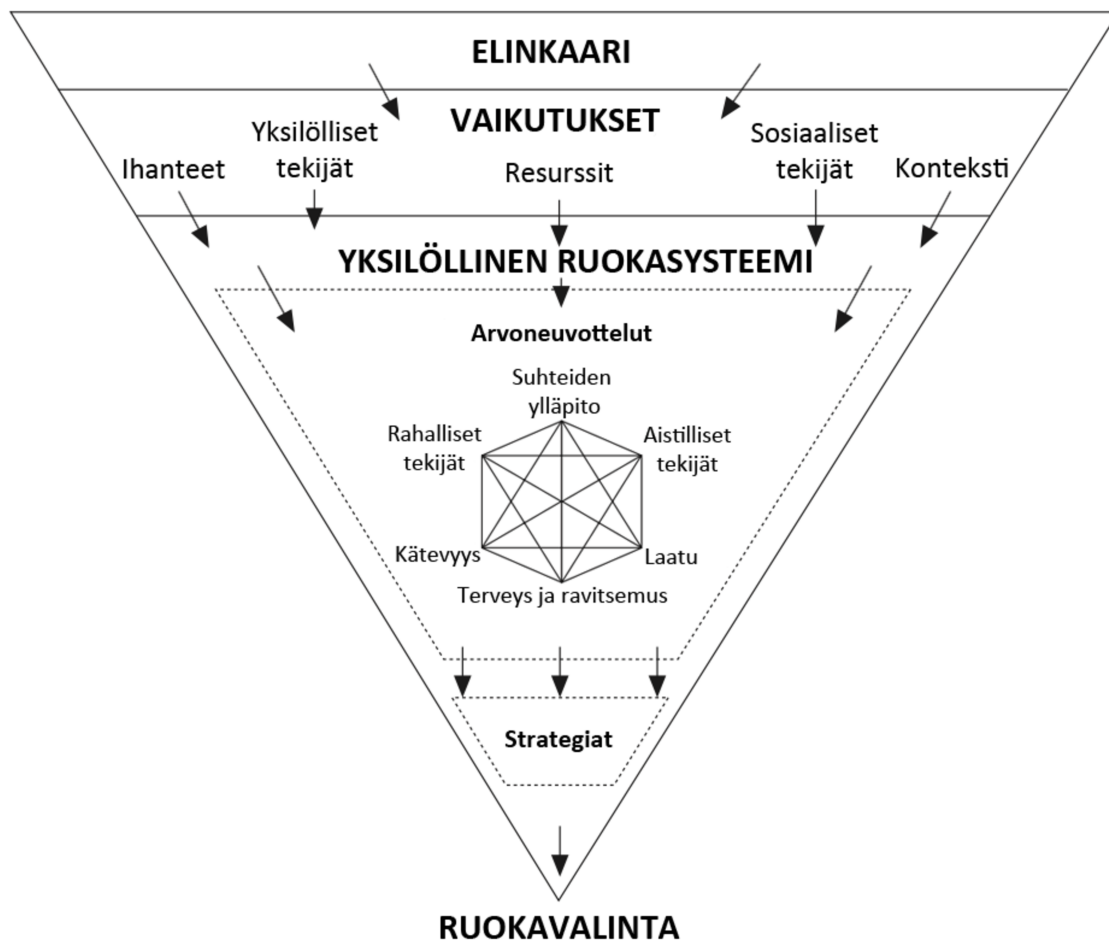 ELINKAARI
VAIKUTUKSET
Ihanteet
Yksilölliset
tekijät
Resurssit
Sosiaaliset
tekijät
Konteksti
YKSILÖLLINEN RUOKASYSTEEMI
Arvoneuvottelut
Suhteiden
ylläpito
Rahalliset
tekijät
Aistilliset
tekijät
Kätevyys
Laatu
Terveys ja ravitsemus
Strategiat
RUOKAVALINTA